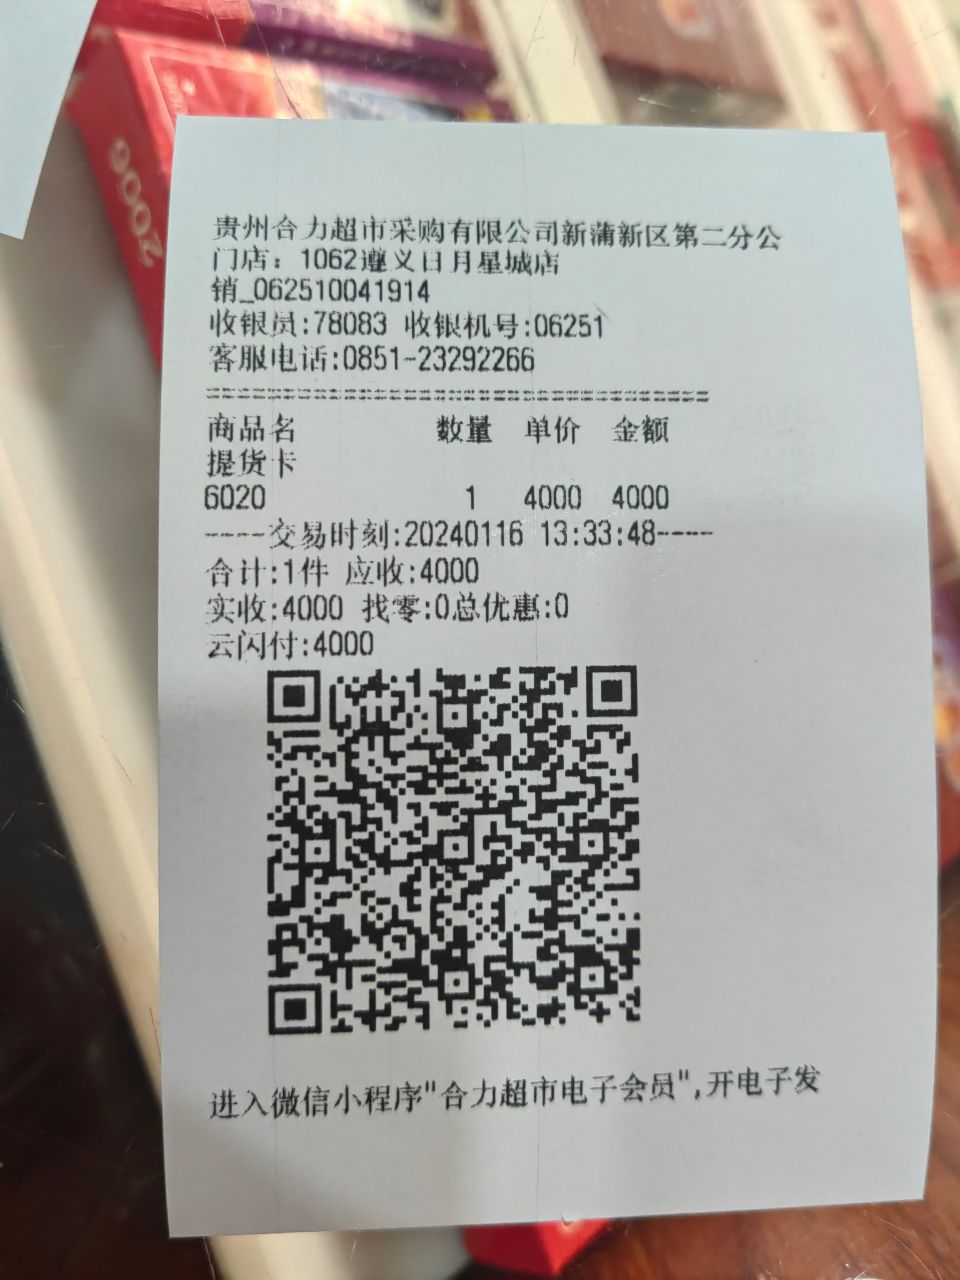 2006
贵州合力超市采购有限公司新蒲新区第二分公
门店：1062遵义日月星城店
销_062510041914
收银员:78083 收银机号:06251
客服电话:0851-23292266
商品名 数量 单价 金额
提货卡
6020 1 4000 4000
----交易时刻:20240116 13:33:48----
合计:1件 应收:4000
实收:4000 找零:0总优惠:0
云闪付:4000
进入微信小程序"合力超市电子会员",开电子发